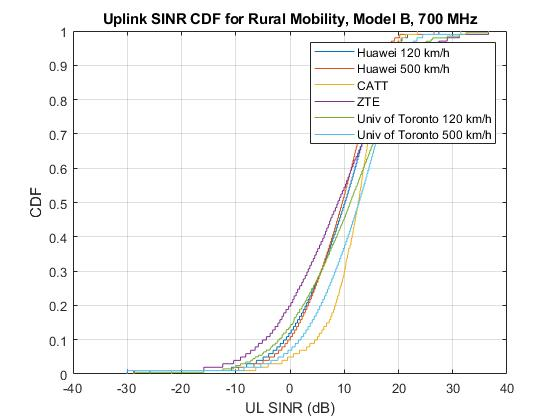 Uplink SINR CDF for Rural Mobility, Model B, 700 MHz
1
0.9
0.8
0.7
0.6
0.5
0.4
0.3
0.2
0.1
0
CDF
Huawei 120 km/h
Huawei 500 km/h
CATT
ZTE
Univ of Toronto 120 km/h
Univ of Toronto 500 km/h
-40 -30 -20 -10 0 10 20 30 40
UL SINR (dB)